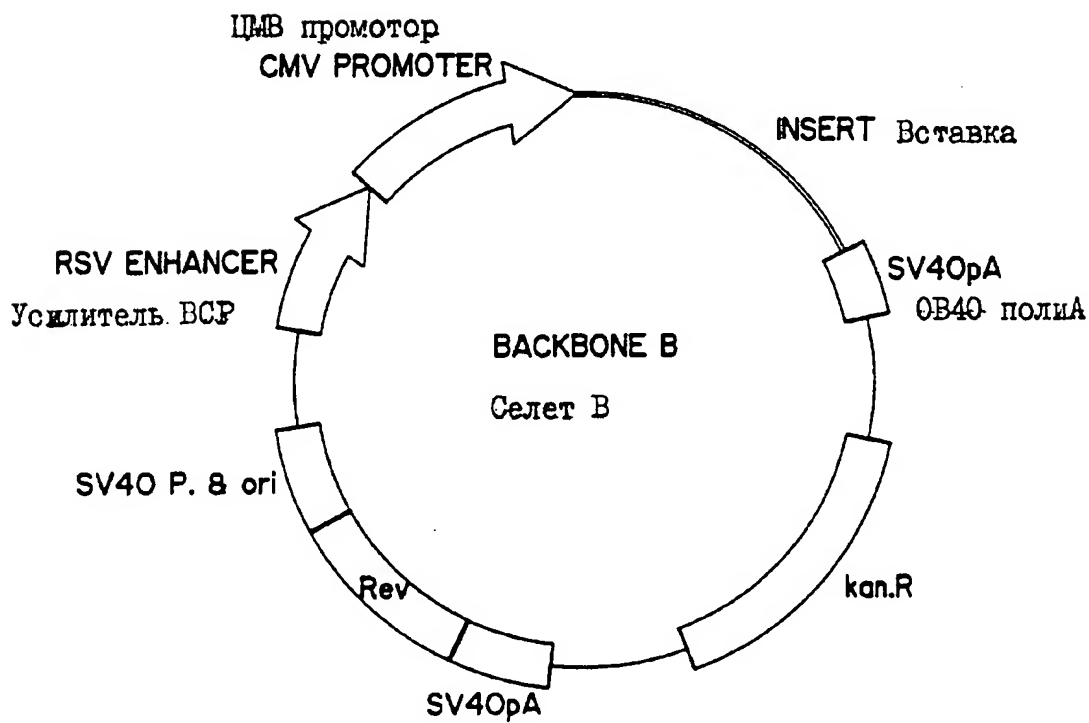 ЦМВ промотор
CMV PROMOTER
INSERT Вставка
RSV ENHANCER
Усилитель ВСР
SV40pA
ОВ40 полиА
BACKBONE B
Селет В
SV40 P. & ori
Rev
kan.R
SV40pA